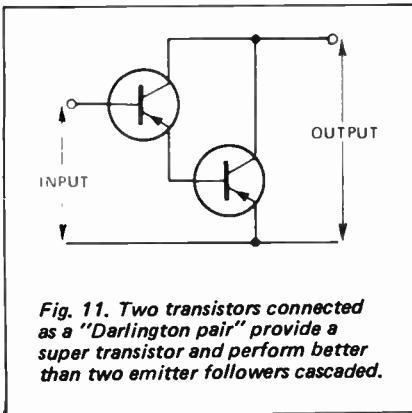 OUTPUT
INPUT
Fig. 11. Two transistors connected
as a "Darlington pair" provide a
super transistor and perform better
than two emitter followers cascaded.